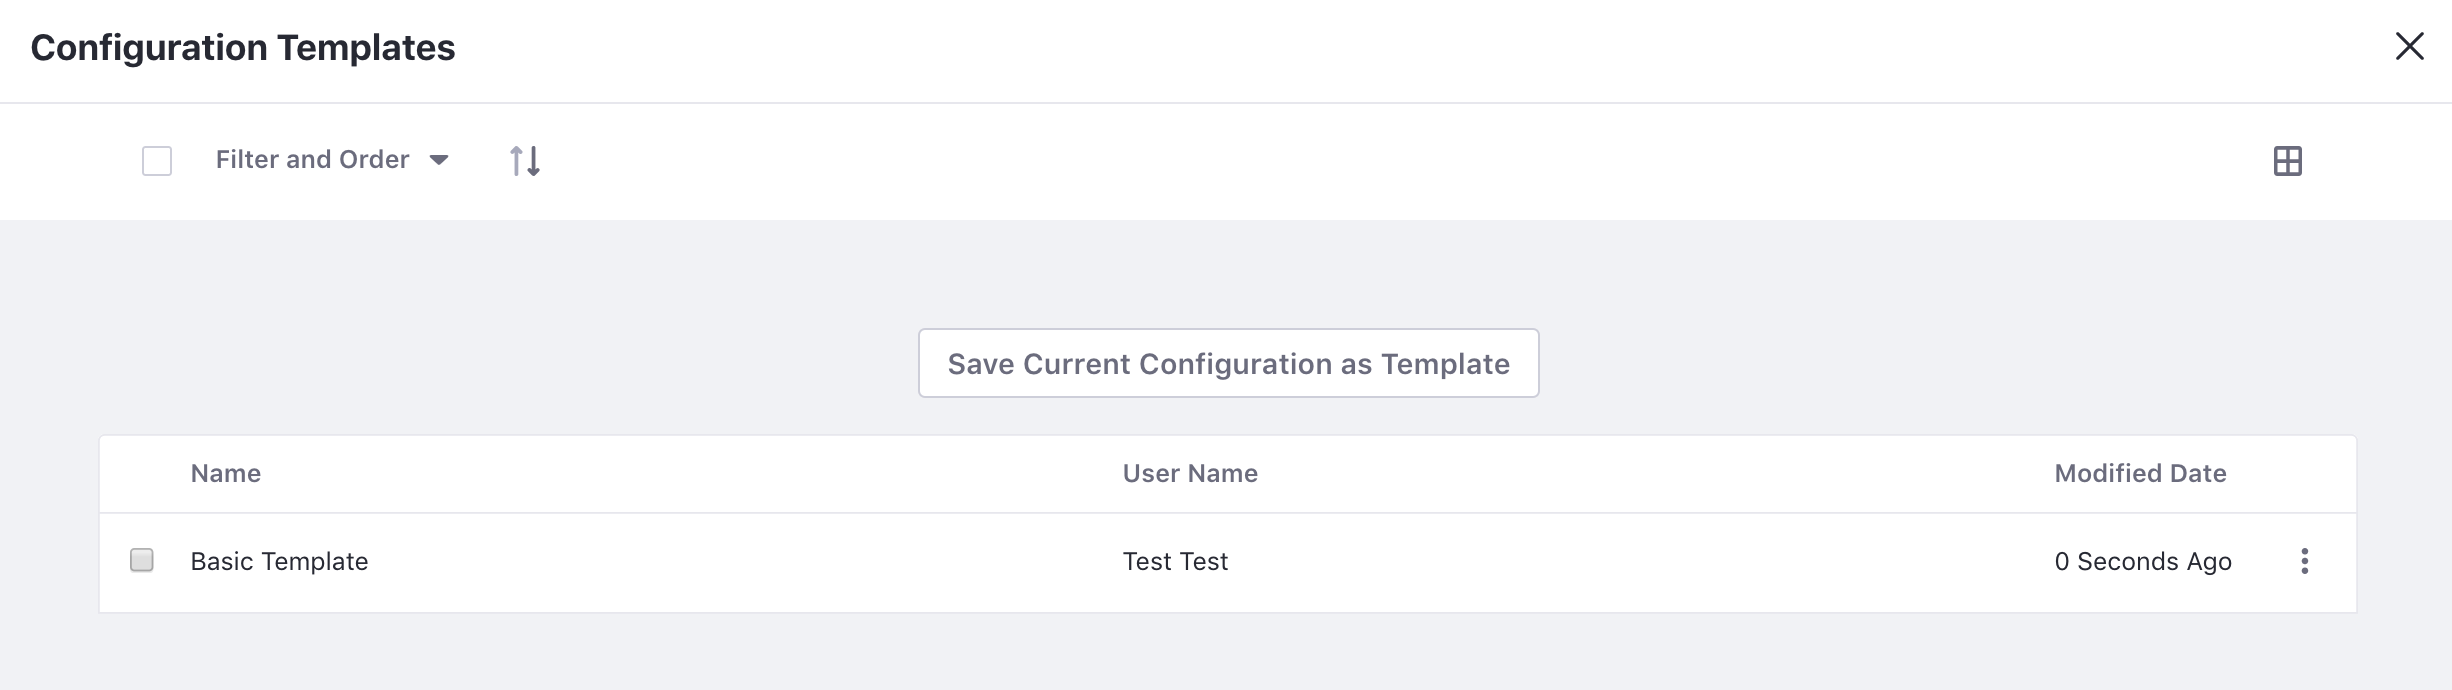 Configuration Templates
Filter and Order
Save Current Configuration as Template
Name User Name Modified Date
Basic Template Test Test 0 Seconds Ago